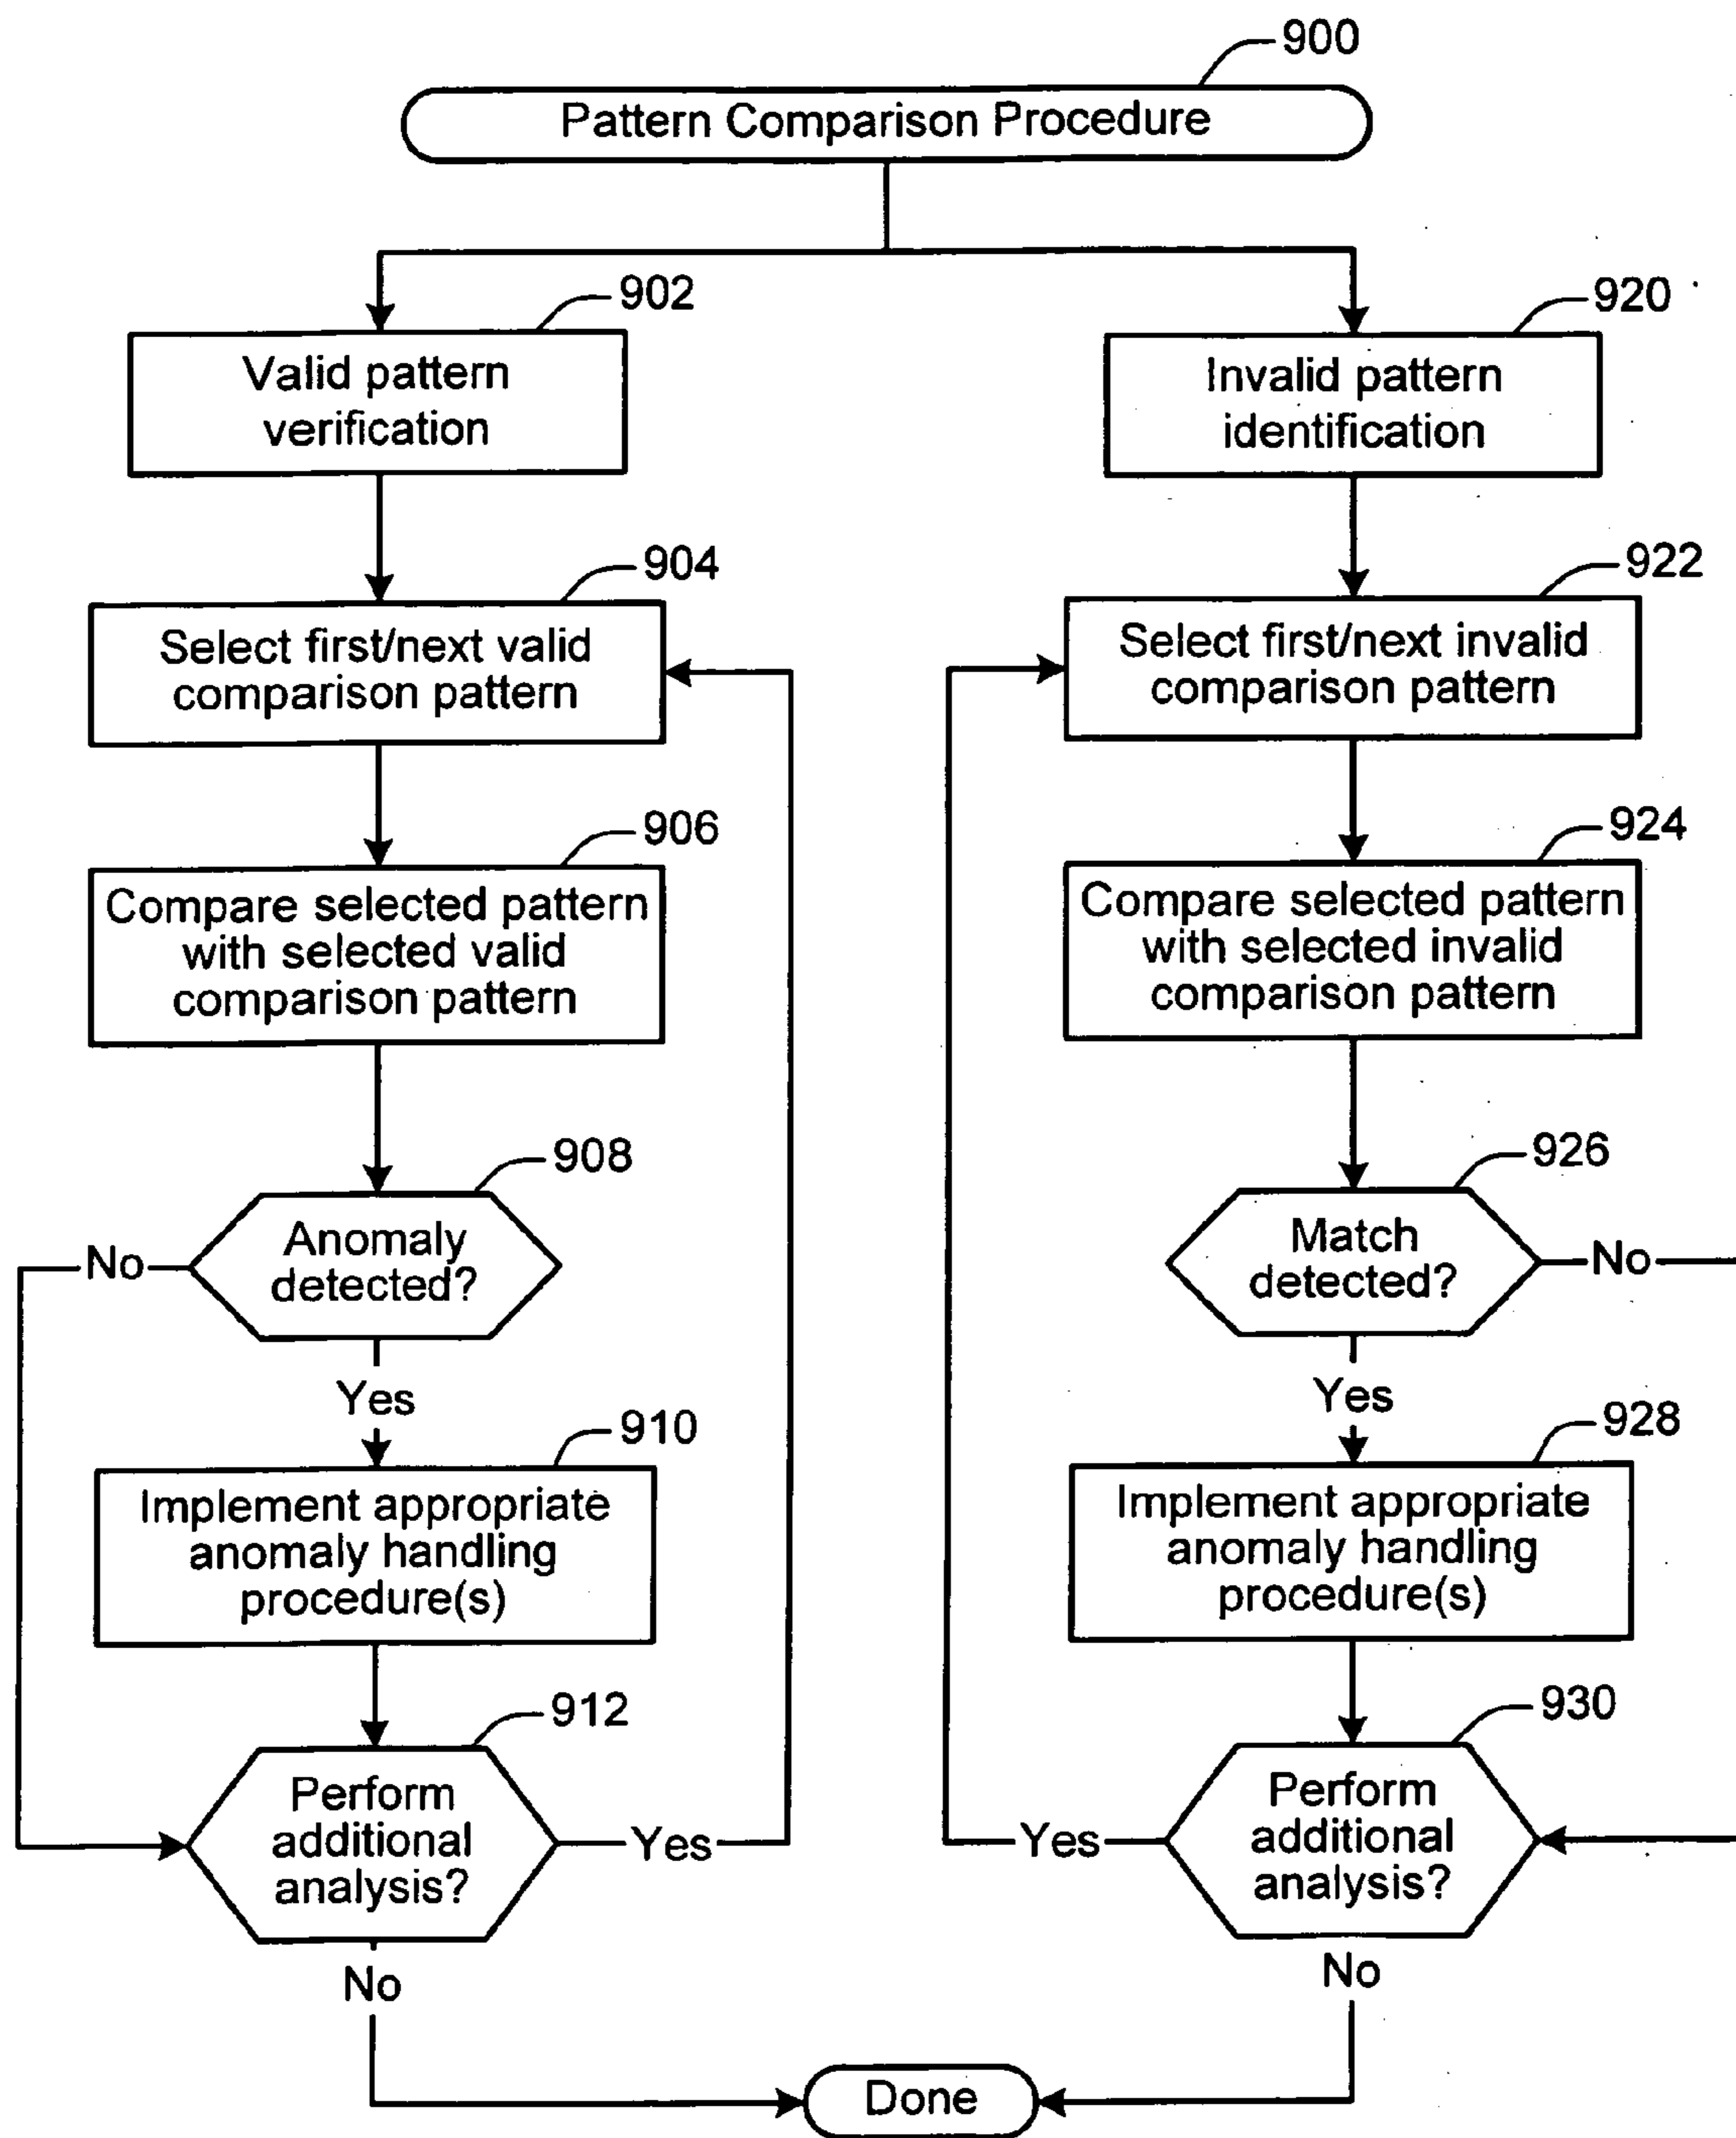 900
Pattern Comparison Procedure
902
Valid pattern
verification
904
Select first/next valid
comparison pattern
906
Compare selected pattern
with selected valid
comparison pattern
908
Anomaly
detected?
No
Yes
910
Implement appropriate
anomaly handling
procedure(s)
912
Perform
additional
analysis?
Yes
No
920
Invalid pattern
identification
922
Select first/next invalid
comparison pattern
924
Compare selected pattern
with selected invalid
comparison pattern
926
Match
detected?
No
Yes
928
Implement appropriate
anomaly handling
procedure(s)
930
Perform
additional
analysis?
Yes
No
Done